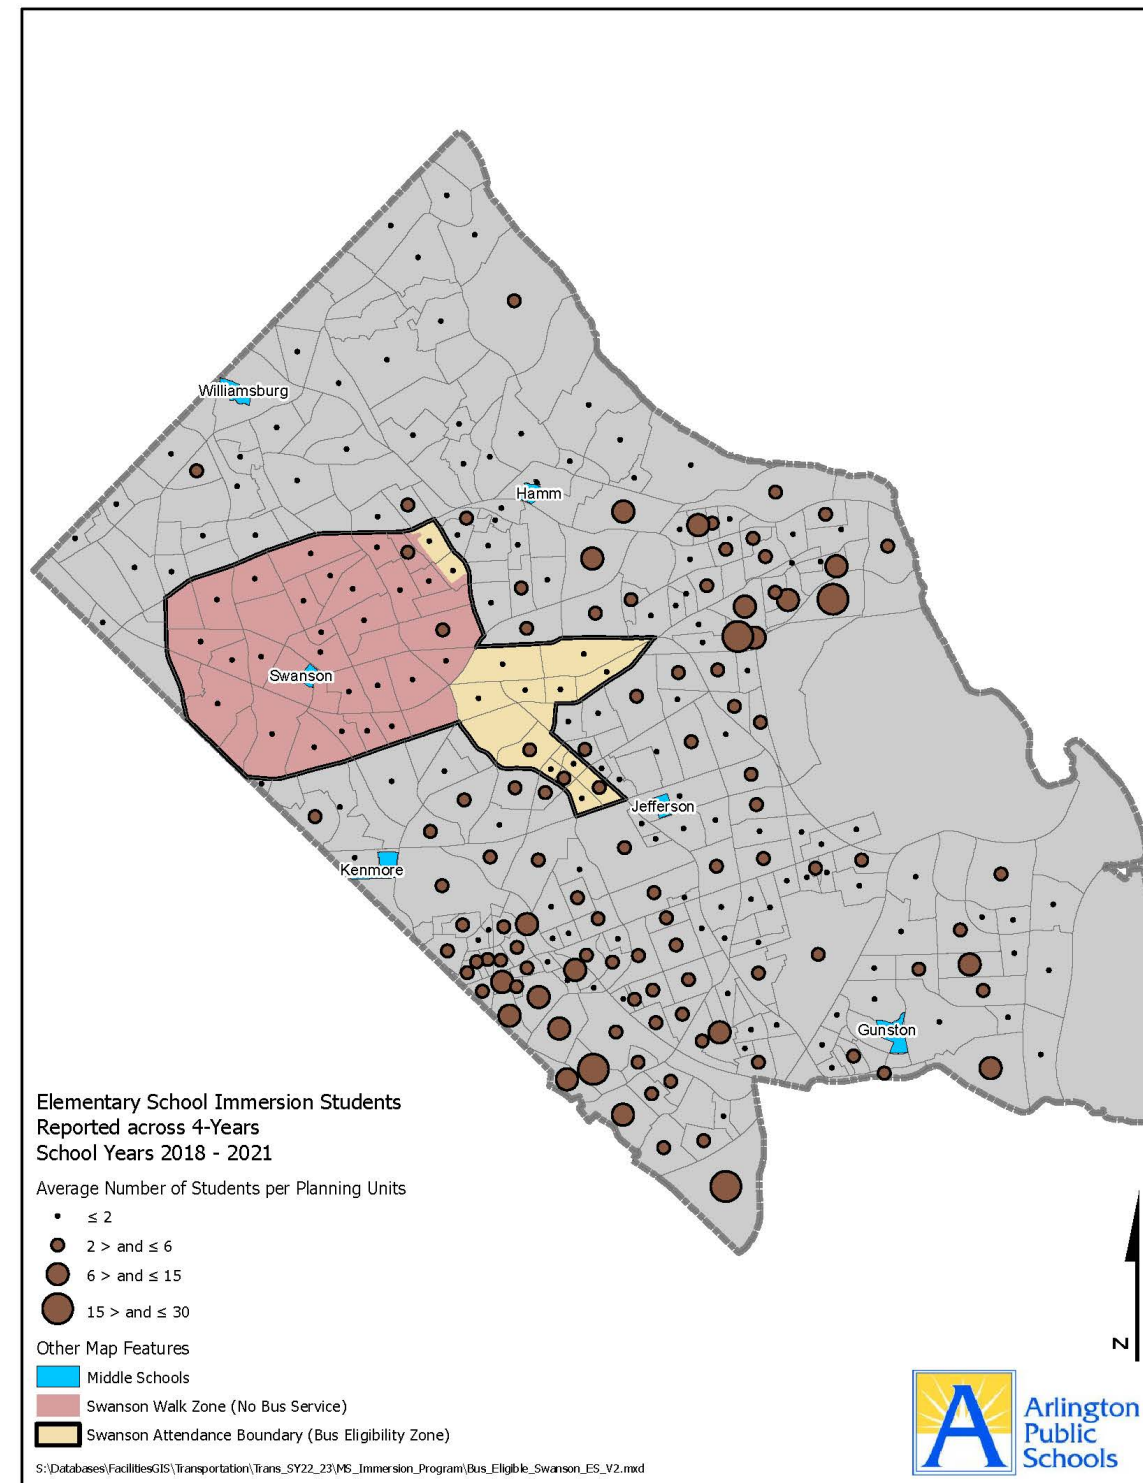 Williamsburg
Hamm
Swanson
Jefferson
Kenmore
Gunston
Elementary School Immersion Students
Reported across 4-Years
School Years 2018 - 2021
Average Number of Students per Planning Units
≤ 2
2 > and ≤ 6
6 > and ≤ 15
15 > and ≤ 30
Other Map Features
Middle Schools
Swanson Walk Zone (No Bus Service)
Swanson Attendance Boundary (Bus Eligibility Zone)
S:\Databases\FacilitiesGIS\Transportation\Trans_SY22_23\MS_Immersion_Program\Bus_Eligible_Swanson_ES_V2.mxd
N
A
Arlington
Public
Schools